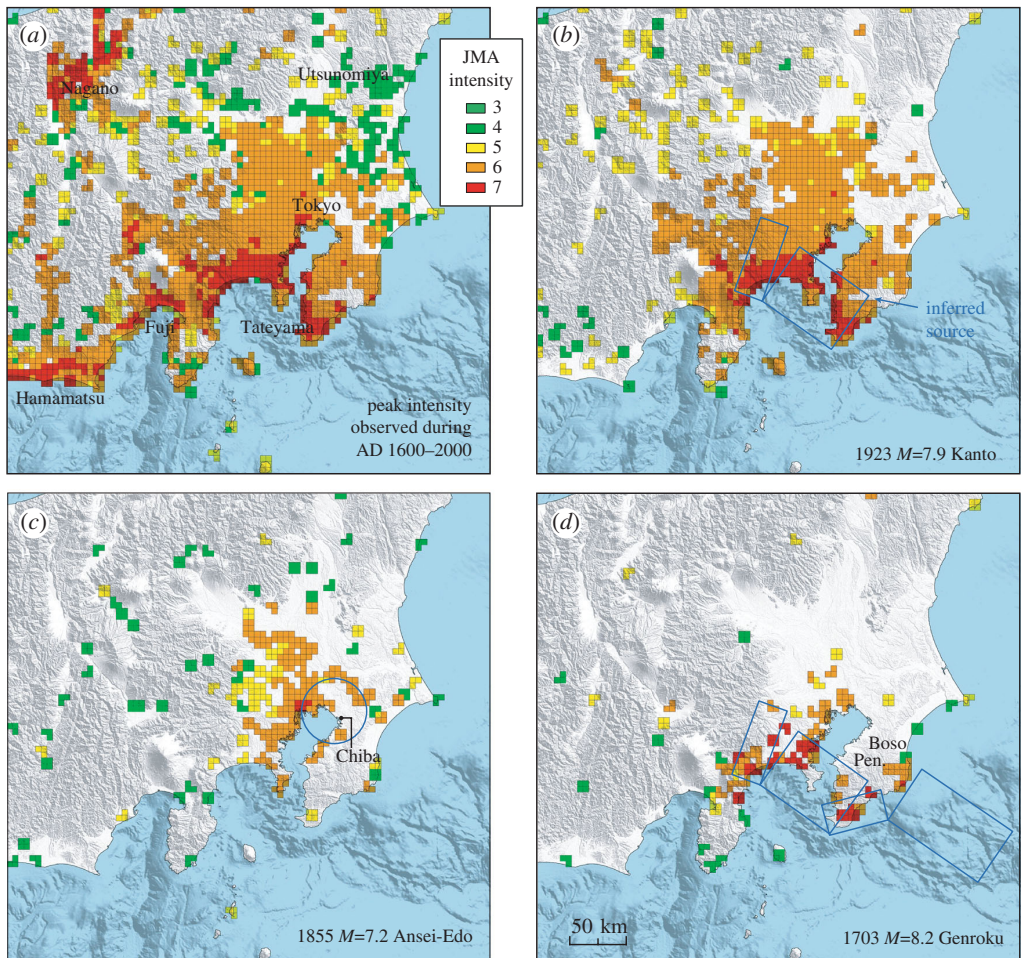 (a)
Nagano
Utsunomiya
Tokyo
Fuji
Tateyama
Hamamatsu
peak intensity
observed during
AD 1600–2000
JMA
intensity
3
4
5
6
7
(b)
inferred
source
1923 M=7.9 Kanto
(c)
Chiba
1855 M=7.2 Ansei-Edo
(d)
Boso
Pen.
50 km
1703 M=8.2 Genroku